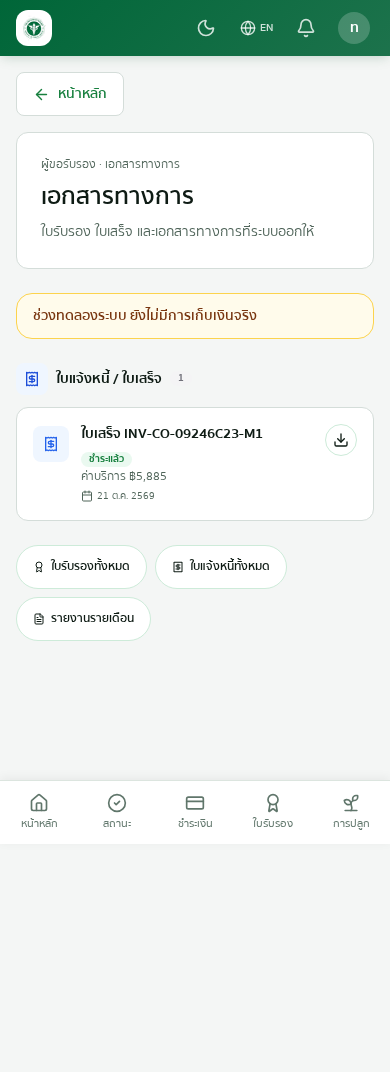 EN
ก
หน้าหลัก
ผู้ขอรับรอง · เอกสารทางการ
เอกสารทางการ
ใบรับรอง ใบเสร็จ และเอกสารทางการที่ระบบออกให้
ช่วงทดลองระบบ ยังไม่มีการเก็บเงินจริง
ใบแจ้งหนี้ / ใบเสร็จ 1
ใบเสร็จ INV-CO-09246C23-M1
ชำระแล้ว
ค่าบริการ ฿5,885
21 ต.ค. 2569
ใบรับรองทั้งหมด
ใบแจ้งหนี้ทั้งหมด
รายงานรายเดือน
หน้าหลัก
สถานะ
ชำระเงิน
ใบรับรอง
การปลูก